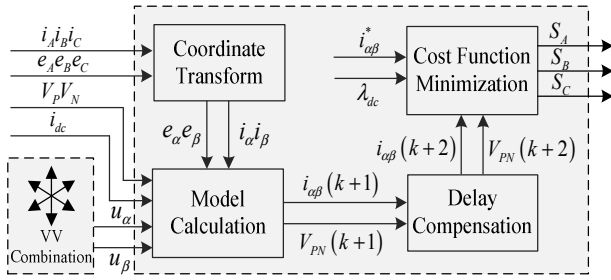 i_A i_B i_C
e_A e_B e_C
V_P V_N
i_dc
VV
Combination
u_α
u_β
Coordinate
Transform
e_α e_β
i_α i_β
Model
Calculation
i_αβ(k+1)
V_PN(k+1)
Delay
Compensation
i_αβ(k+2)
V_PN(k+2)
i*_αβ
λ_dc
Cost Function
Minimization
S_A
S_B
S_C